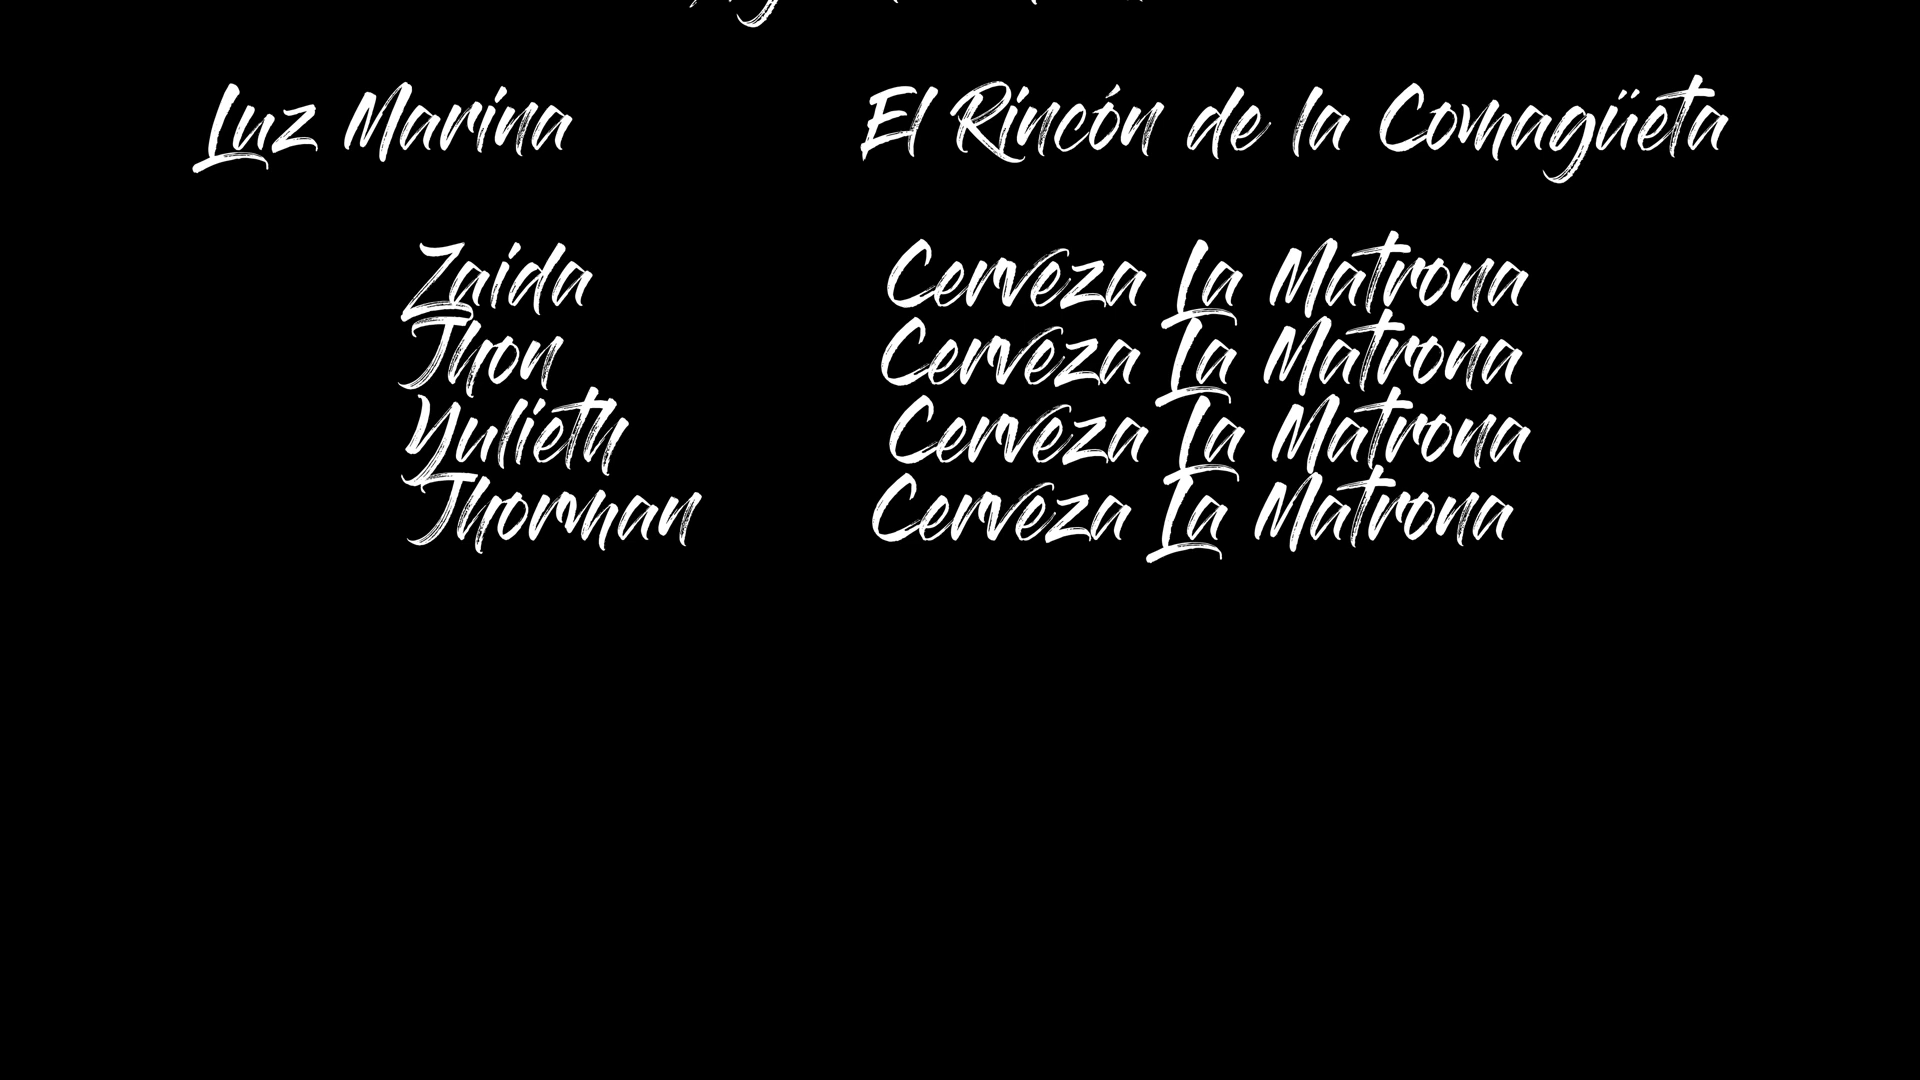 Luz Marina El Rincón de la Comagüeta
Zaida Cerveza La Matrona
Jhon Cerveza La Matrona
Yulieth Cerveza La Matrona
Jhorman Cerveza La Matrona